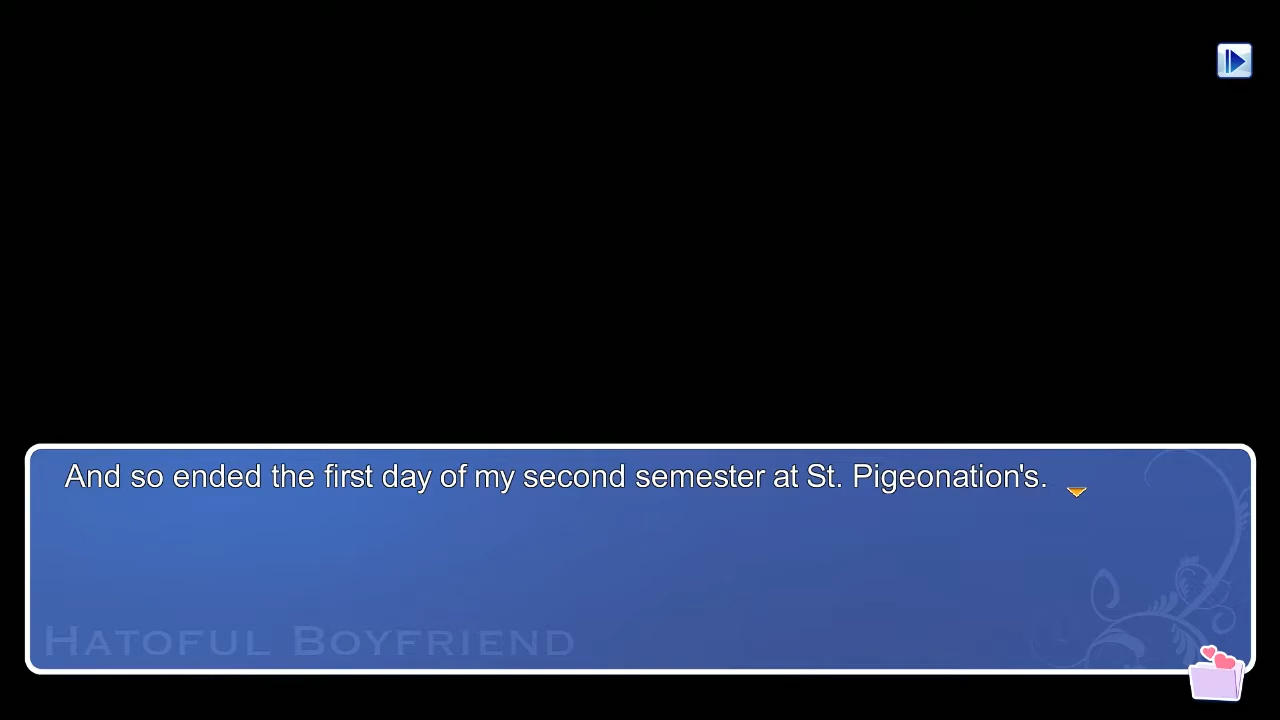 And so ended the first day of my second semester at St. Pigeonation's.
HATOFUL BOYFRIEND